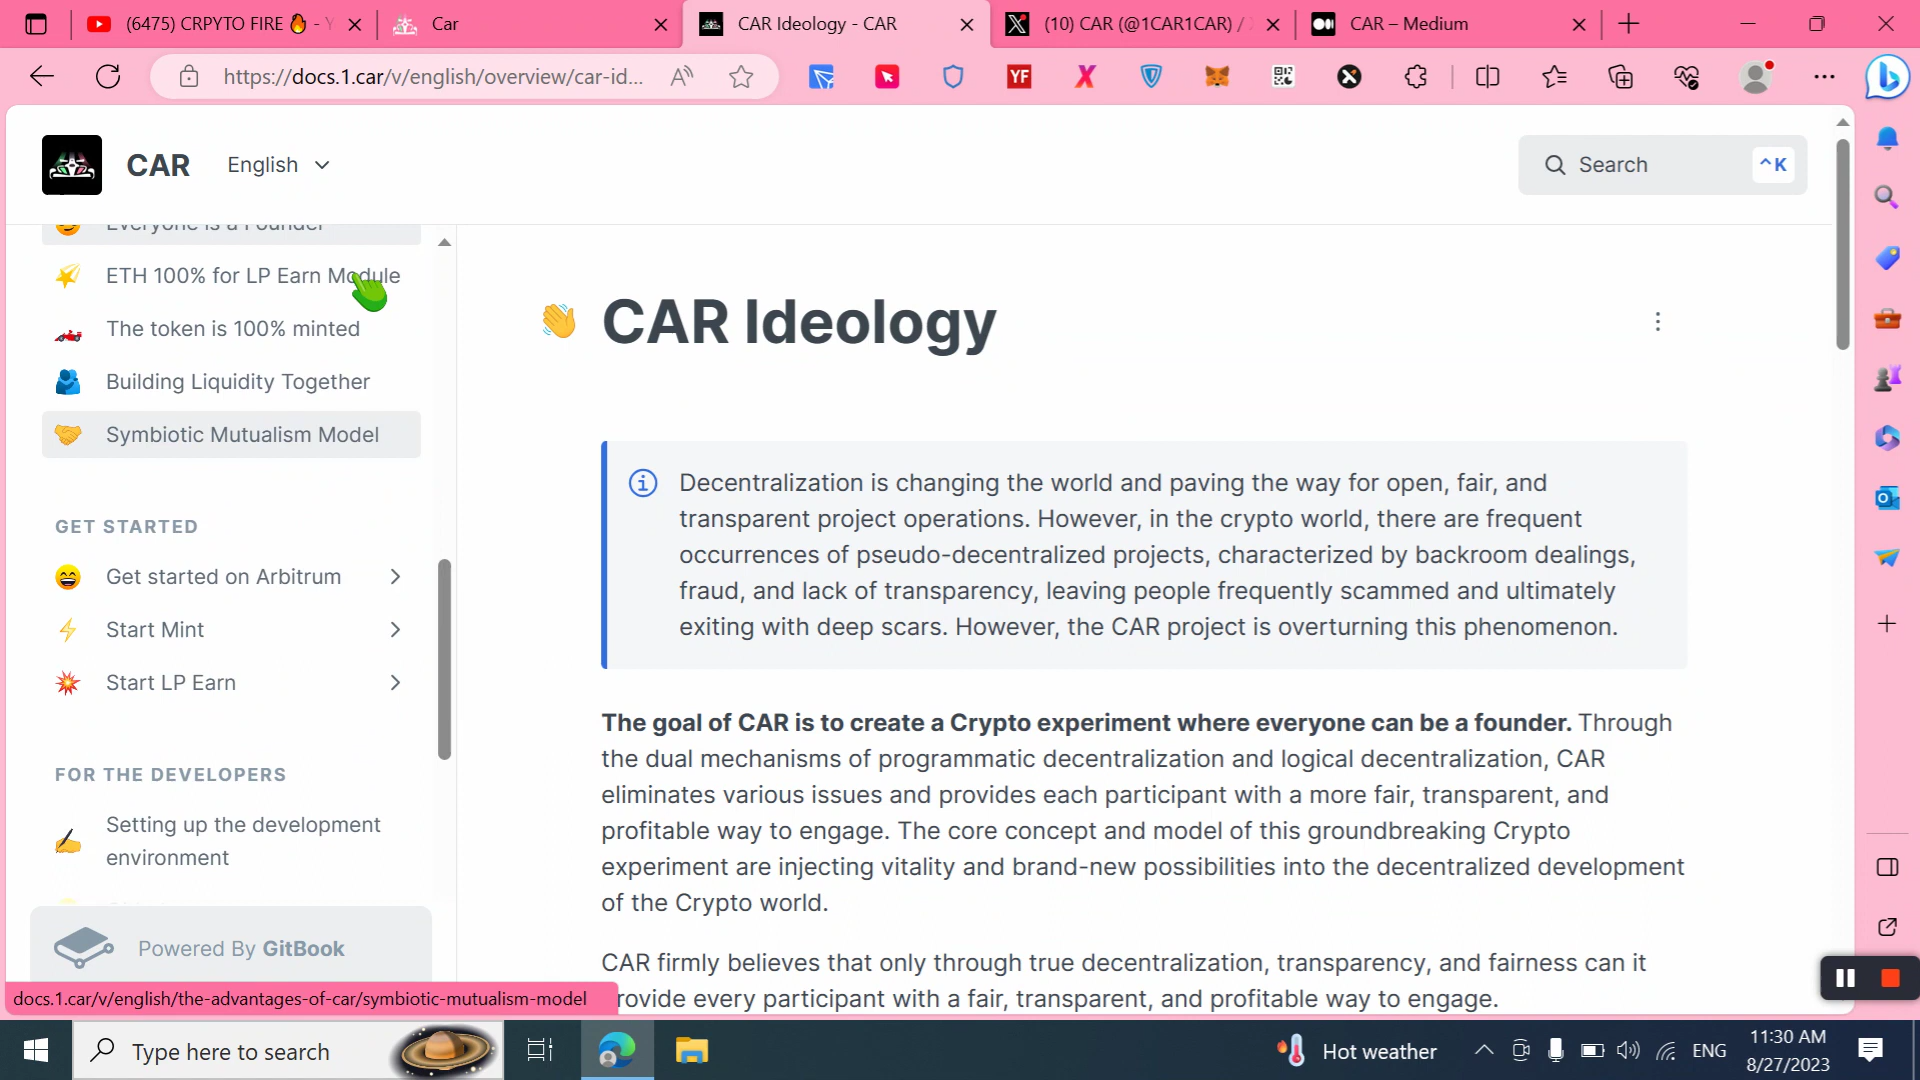 (6475) CRPYTO FIRE🔥 - Y
Car
CAR Ideology - CAR
(10) CAR (@1CAR1CAR) /
CAR – Medium
https://docs.1.car/v/english/overview/car-id...
YF
CAR
English
Search
^K
Everyone is a Founder
ETH 100% for LP Earn Module
The token is 100% minted
Building Liquidity Together
Symbiotic Mutualism Model
GET STARTED
Get started on Arbitrum
Start Mint
Start LP Earn
FOR THE DEVELOPERS
Setting up the development
environment
Powered By GitBook
docs.1.car/v/english/the-advantages-of-car/symbiotic-mutualism-model
CAR Ideology
Decentralization is changing the world and paving the way for open, fair, and
transparent project operations. However, in the crypto world, there are frequent
occurrences of pseudo-decentralized projects, characterized by backroom dealings,
fraud, and lack of transparency, leaving people frequently scammed and ultimately
exiting with deep scars. However, the CAR project is overturning this phenomenon.
The goal of CAR is to create a Crypto experiment where everyone can be a founder. Through
the dual mechanisms of programmatic decentralization and logical decentralization, CAR
eliminates various issues and provides each participant with a more fair, transparent, and
profitable way to engage. The core concept and model of this groundbreaking Crypto
experiment are injecting vitality and brand-new possibilities into the decentralized development
of the Crypto world.
CAR firmly believes that only through true decentralization, transparency, and fairness can it
rovide every participant with a fair, transparent, and profitable way to engage.
Type here to search
Hot weather
ENG
11:30 AM
8/27/2023